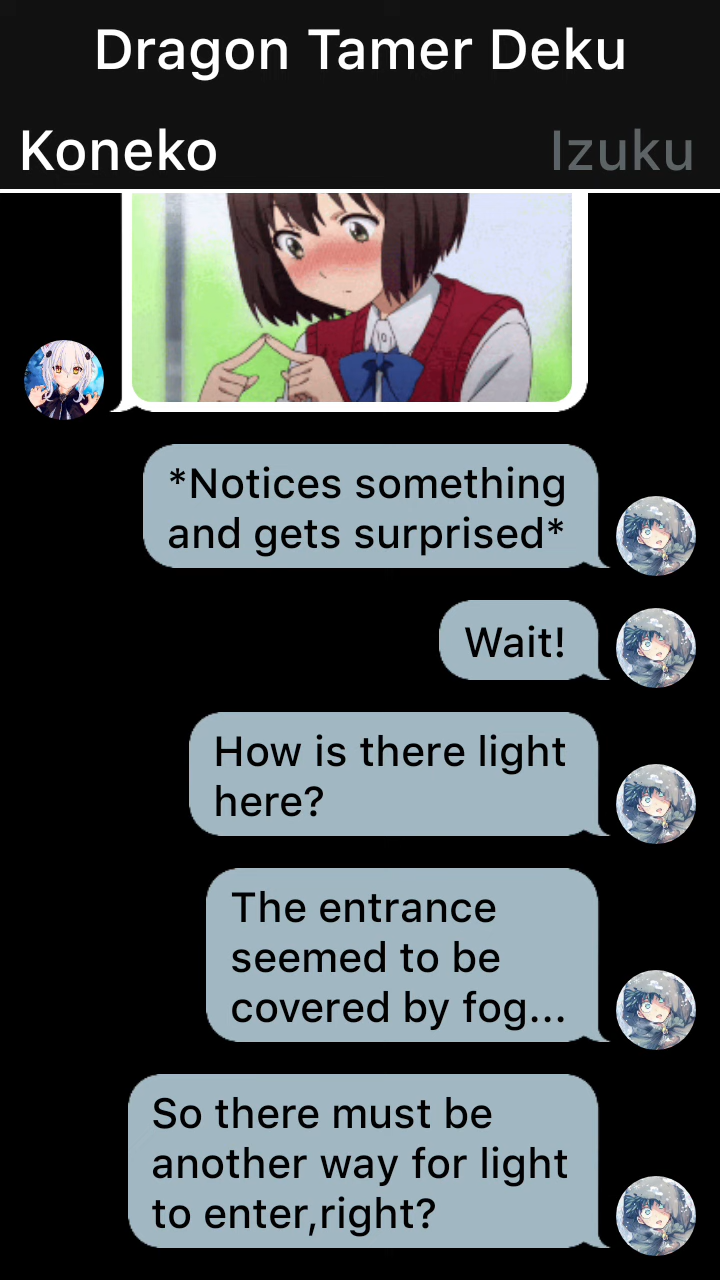 Dragon Tamer Deku
Koneko
Izuku
*Notices something
and gets surprised*
Wait!
How is there light
here?
The entrance
seemed to be
covered by fog...
So there must be
another way for light
to enter,right?